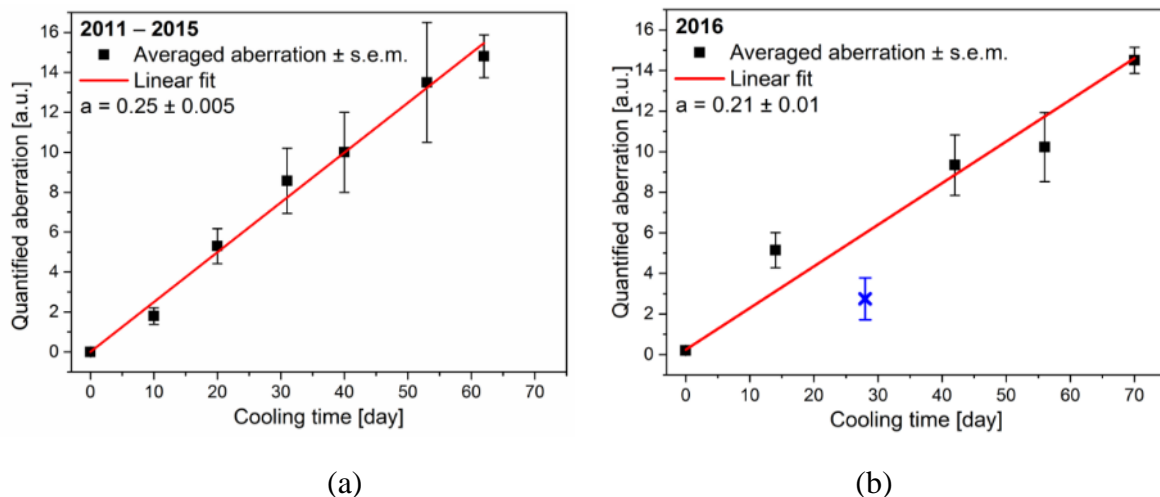 2011 – 2015
Averaged aberration ± s.e.m.
Linear fit
a = 0.25 ± 0.005
Quantified aberration [a.u.]
16
14
12
10
8
6
4
2
0
0 10 20 30 40 50 60 70
Cooling time [day]
(a)
2016
Averaged aberration ± s.e.m.
Linear fit
a = 0.21 ± 0.01
Quantified aberration [a.u.]
16
14
12
10
8
6
4
2
0
0 10 20 30 40 50 60 70
Cooling time [day]
(b)